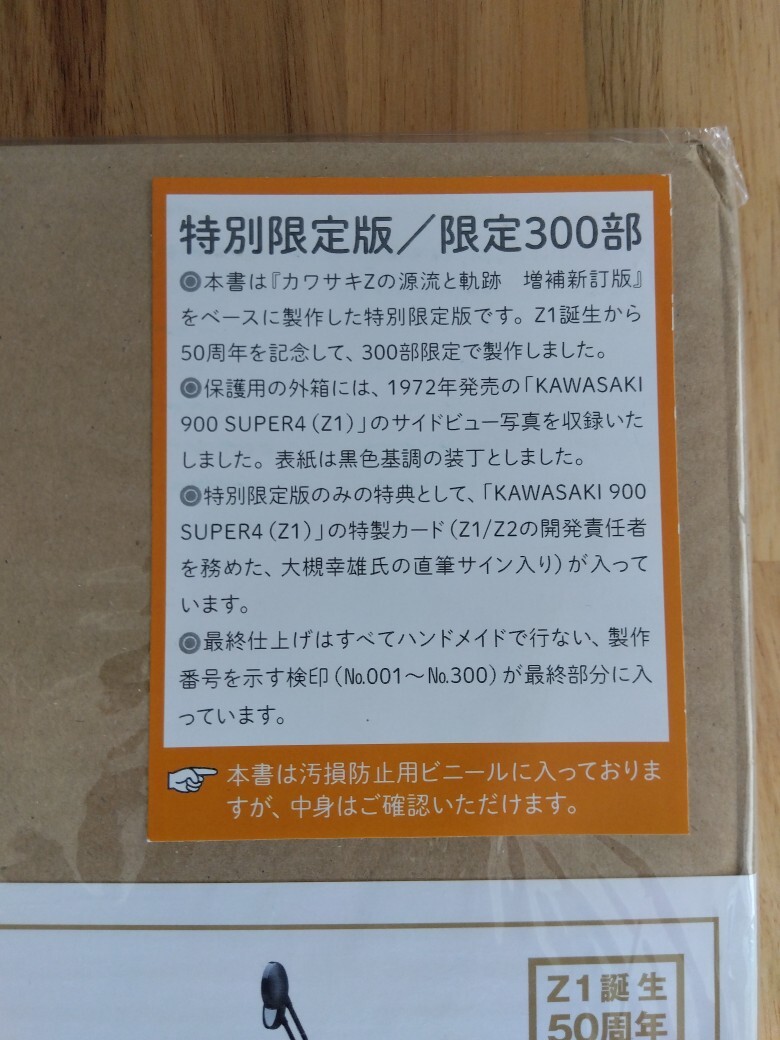 特別限定版／限定300部
◎本書は『カワサキZの源流と軌跡　増補新訂版』
をベースに製作した特別限定版です。Z1誕生から
50周年を記念して、300部限定で製作しました。
◎保護用の外箱には、1972年発売の「KAWASAKI
900 SUPER4（Z1）」のサイドビュー写真を収録いた
しました。表紙は黒色基調の装丁としました。
◎特別限定版のみの特典として、「KAWASAKI 900
SUPER4（Z1）」の特製カード（Z1/Z2の開発責任者
を務めた、大槻幸雄氏の直筆サイン入り）が入って
います。
◎最終仕上げはすべてハンドメイドで行ない、製作
番号を示す検印（№001〜№300）が最終部分に入
っています。
本書は汚損防止用ビニールに入っておりま
すが、中身はご確認いただけます。
Z1誕生
50周年